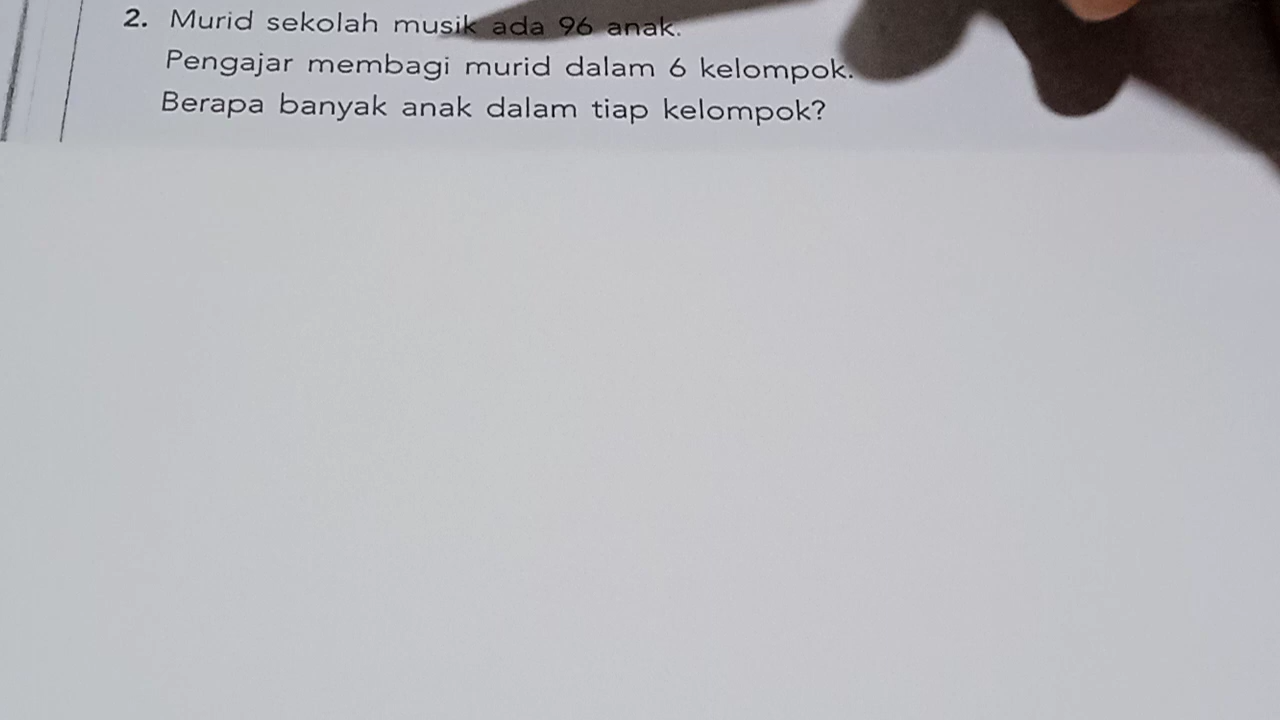 2. Murid sekolah musik ada 96 anak.
Pengajar membagi murid dalam 6 kelompok.
Berapa banyak anak dalam tiap kelompok?